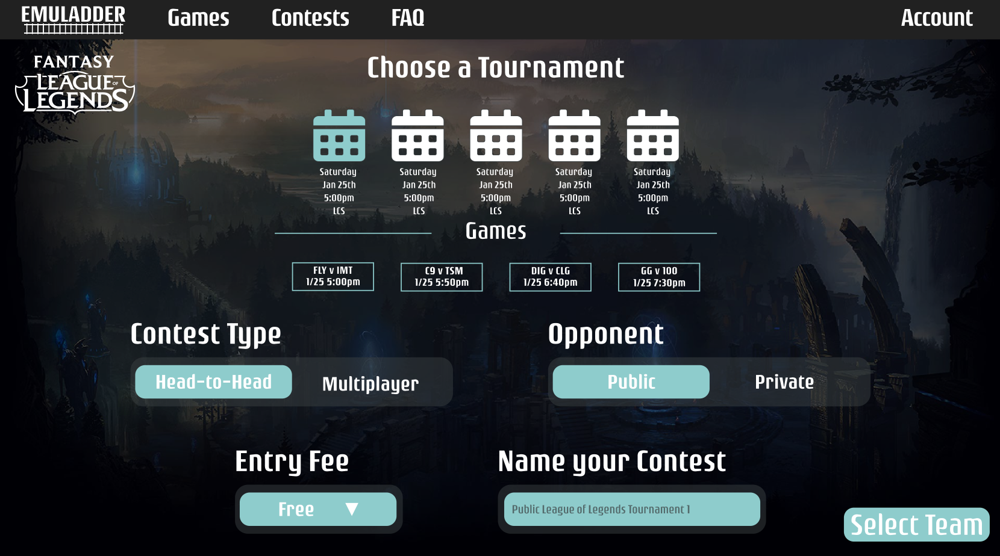 EMULADDER
Games
Contests
FAQ
Account
FANTASY
LEAGUE OF
LEGENDS
Choose a Tournament
Saturday
Jan 25th
5:00pm
LCS
Saturday
Jan 25th
5:00pm
LCS
Saturday
Jan 25th
5:00pm
LCS
Saturday
Jan 25th
5:00pm
LCS
Saturday
Jan 25th
5:00pm
LCS
Games
FLY v IMT
1/25 5:00pm
C9 v TSM
1/25 5:50pm
DIG v CLG
1/25 6:40pm
GG v 100
1/25 7:30pm
Contest Type
Head-to-Head
Multiplayer
Opponent
Public
Private
Entry Fee
Free ▼
Name your Contest
Public League of Legends Tournament 1
Select Team